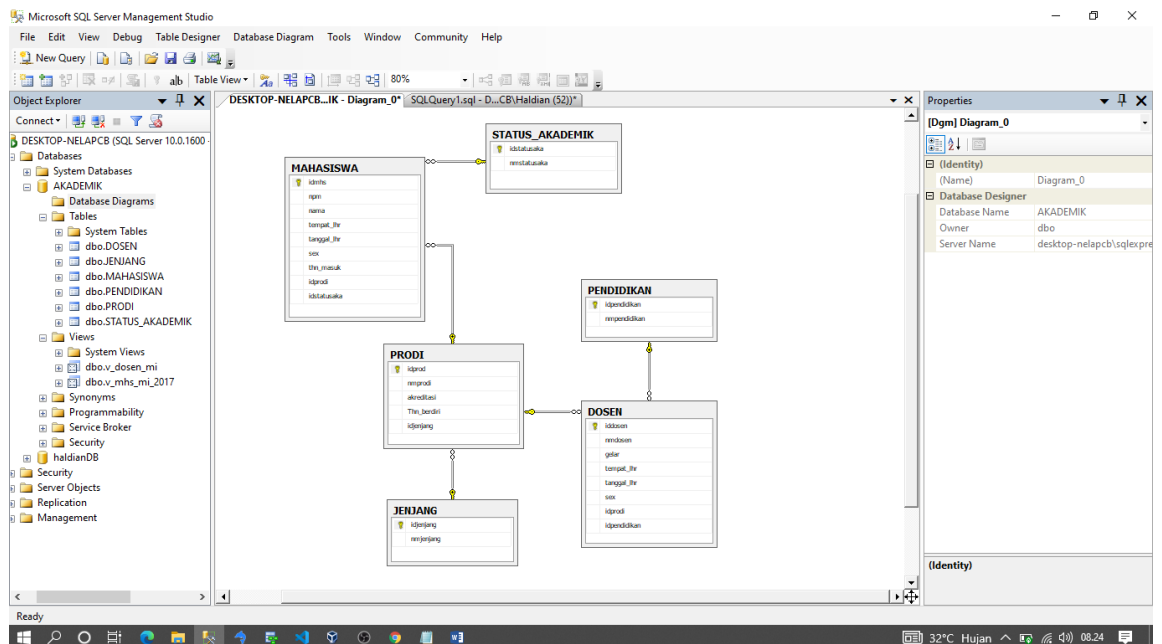 Microsoft SQL Server Management Studio
File Edit View Debug Table Designer Database Diagram Tools Window Community Help
New Query
Table View 80%
Object Explorer
Connect
DESKTOP-NELAPCB (SQL Server 10.0.1600 -
Databases
System Databases
AKADEMIK
Database Diagrams
Tables
System Tables
dbo.DOSEN
dbo.JENJANG
dbo.MAHASISWA
dbo.PENDIDIKAN
dbo.PRODI
dbo.STATUS_AKADEMIK
Views
System Views
dbo.v_dosen_mi
dbo.v_mhs_mi_2017
Synonyms
Programmability
Service Broker
Security
haldianDB
Security
Server Objects
Replication
Management
DESKTOP-NELAPCB...IK - Diagram_0* SQLQuery1.sql - D...CB\Haldian (52))*
STATUS_AKADEMIK
idstatusaka
nmstatusaka
MAHASISWA
idmhs
npm
nama
tempat_lhr
tanggal_lhr
sex
thn_masuk
idprodi
idstatusaka
PENDIDIKAN
idpendidikan
nmpendidikan
PRODI
idprod
nmprodi
akreditasi
Thn_berdiri
idjenjang
DOSEN
iddosen
nmdosen
gelar
tempat_lhr
tanggal_lhr
sex
idprodi
idpendidikan
JENJANG
idjenjang
nmjenjang
Properties
[Dgm] Diagram_0
(Identity)
(Name) Diagram_0
Database Designer
Database Name AKADEMIK
Owner dbo
Server Name desktop-nelapcb\sqlexpre
(Identity)
Ready
32°C Hujan 08.24